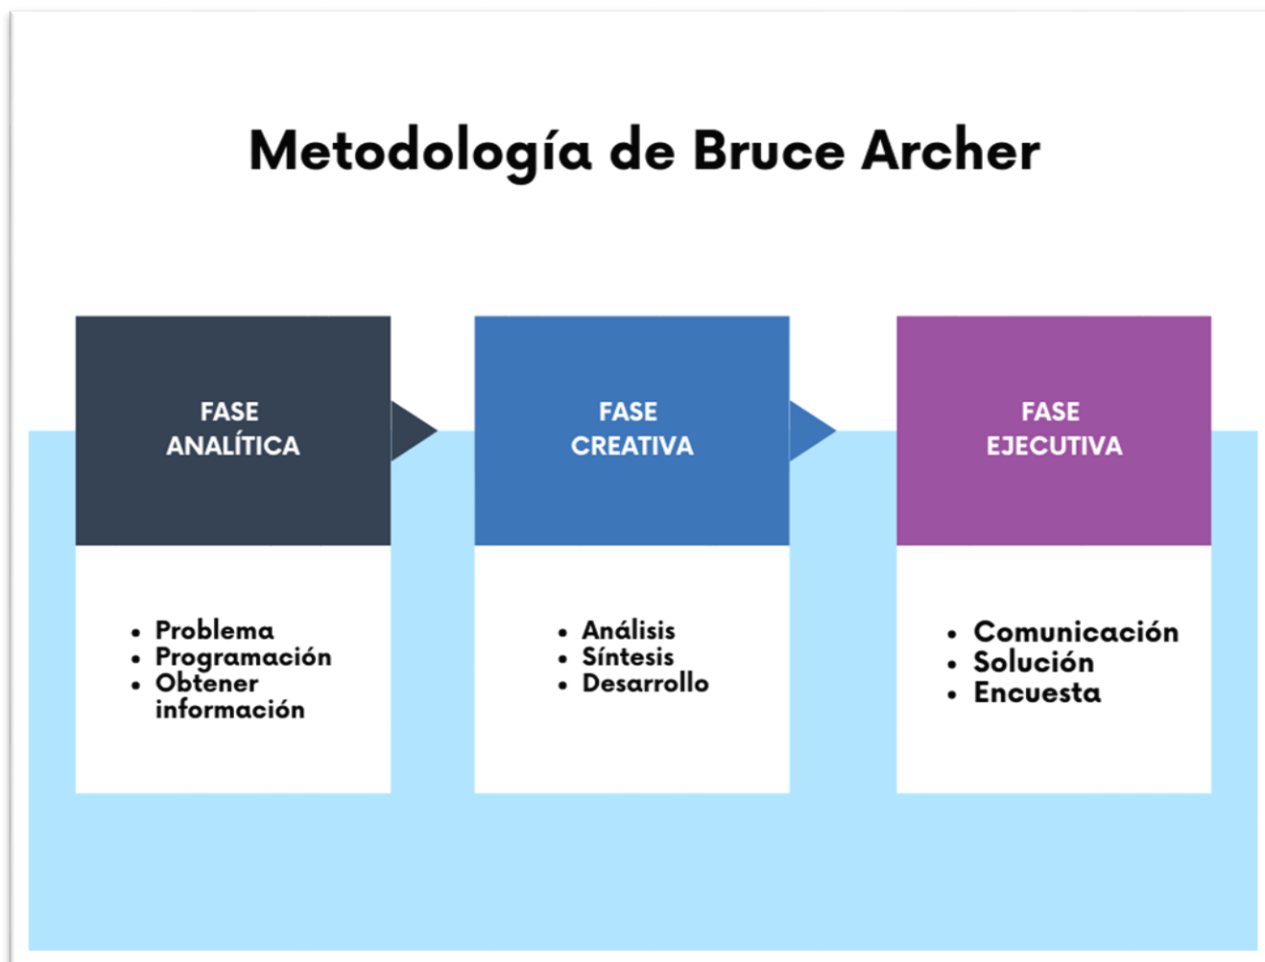 Metodología de Bruce Archer
FASE
ANALÍTICA
• Problema
• Programación
• Obtener
información
FASE
CREATIVA
• Análisis
• Síntesis
• Desarrollo
FASE
EJECUTIVA
• Comunicación
• Solución
• Encuesta